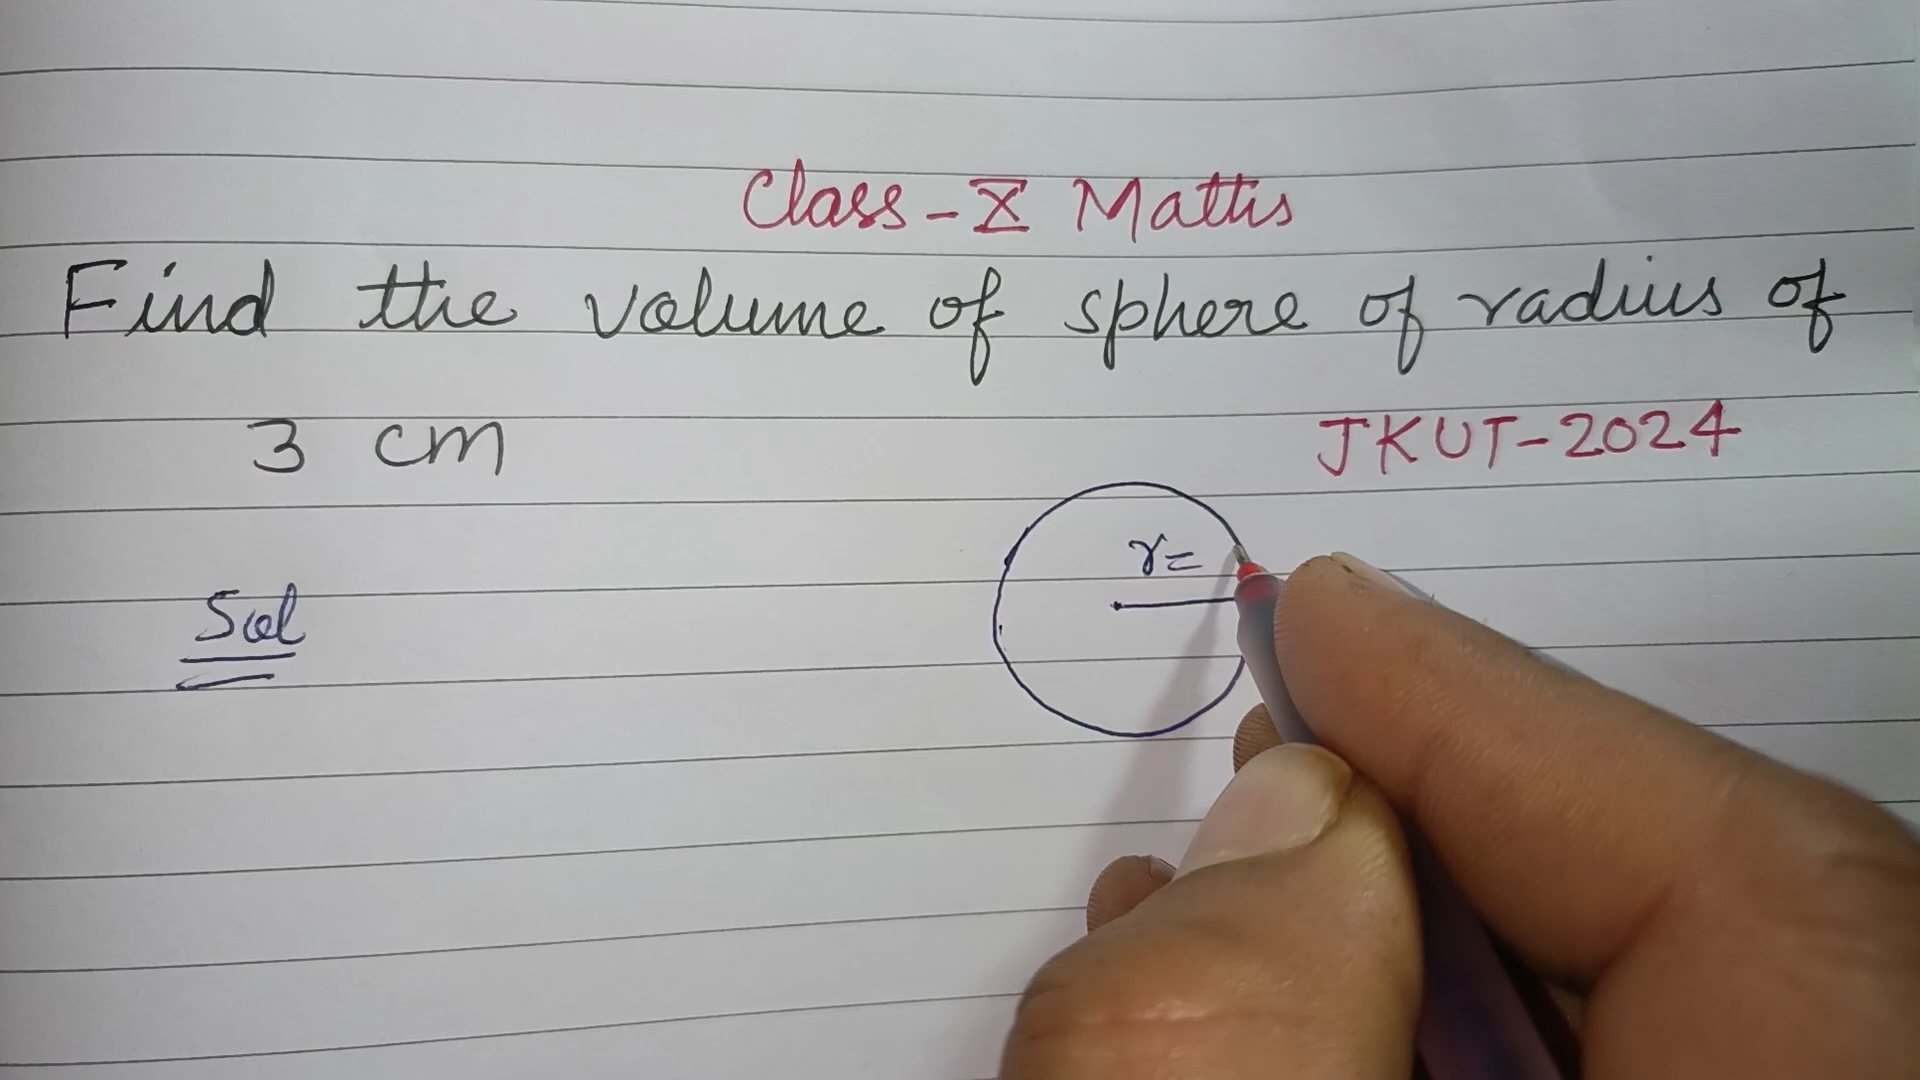 Class-X Maths
Find the volume of sphere of radius of
3 cm
JKUT-2024
r=
Sol